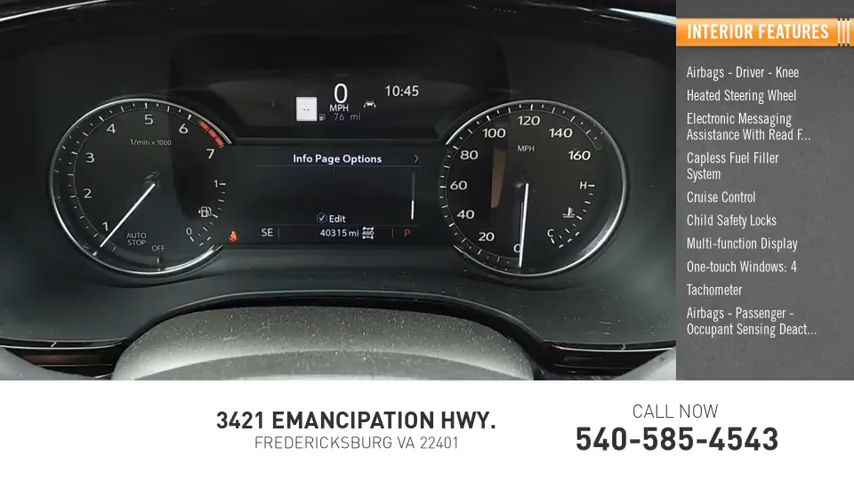 INTERIOR FEATURES
Airbags - Driver - Knee
Heated Steering Wheel
Electronic Messaging
Assistance With Read F...
Capless Fuel Filler
System
Cruise Control
Child Safety Locks
Multi-function Display
One-touch Windows: 4
Tachometer
Airbags - Passenger -
Occupant Sensing Deact...
0
MPH
10:45
--
76 mi
Info Page Options
Edit
SE
40315 mi
AWD
P
1
2
3
4
5
6
7
1/min x 1000
AUTO
STOP
OFF
1
0
0
20
40
60
80
100
120
140
160
MPH
H
C
3421 EMANCIPATION HWY.
FREDERICKSBURG VA 22401
CALL NOW
540-585-4543